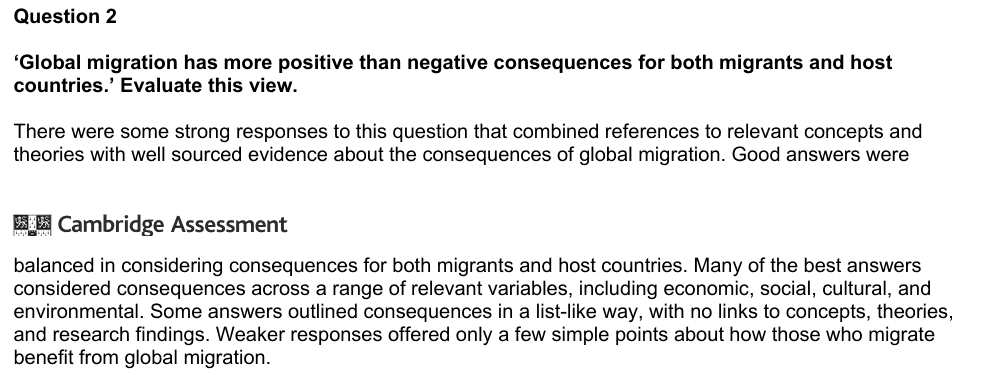 Question 2
‘Global migration has more positive than negative consequences for both migrants and host
countries.’ Evaluate this view.
There were some strong responses to this question that combined references to relevant concepts and
theories with well sourced evidence about the consequences of global migration. Good answers were
Cambridge Assessment
balanced in considering consequences for both migrants and host countries. Many of the best answers
considered consequences across a range of relevant variables, including economic, social, cultural, and
environmental. Some answers outlined consequences in a list-like way, with no links to concepts, theories,
and research findings. Weaker responses offered only a few simple points about how those who migrate
benefit from global migration.